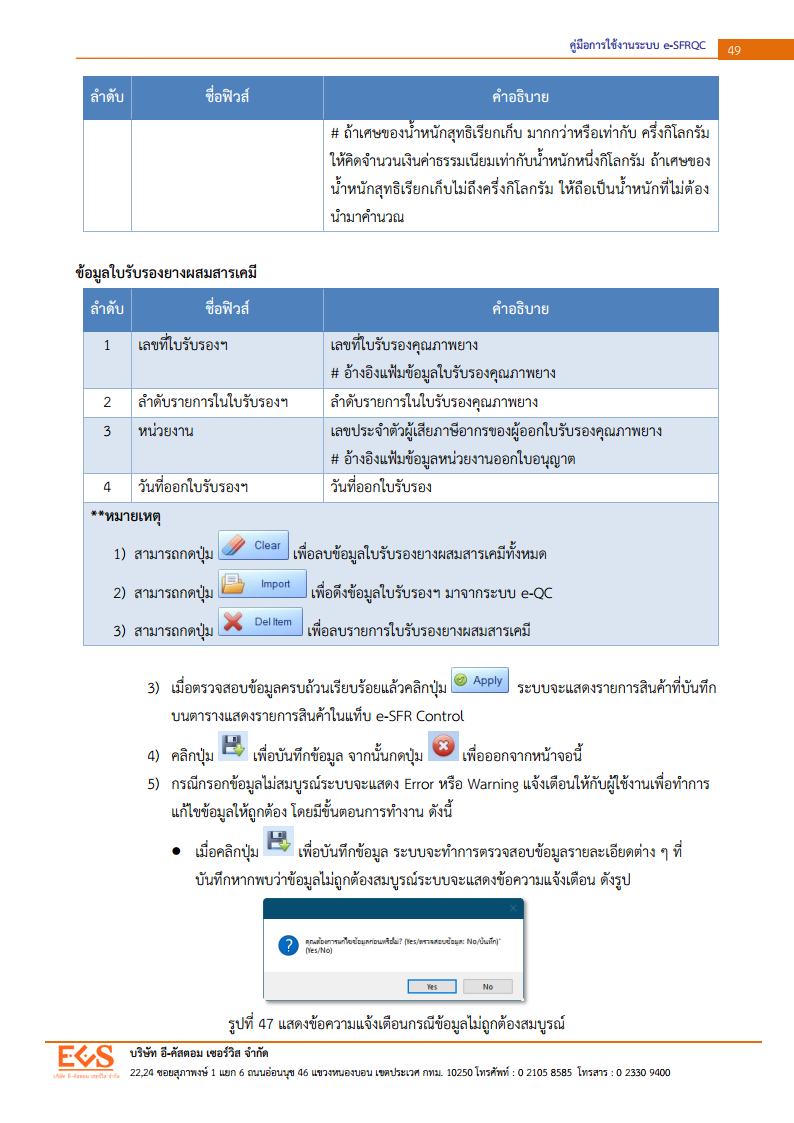 คู่มือการใช้งานระบบ e-SFRQC 49
ลำดับ ชื่อฟิวส์ คำอธิบาย
# ถ้าเศษของน้ำหนักสุทธิเรียกเก็บ มากกว่าหรือเท่ากับ ครึ่งกิโลกรัม
ให้คิดจำนวนเงินค่าธรรมเนียมเท่ากับน้ำหนักหนึ่งกิโลกรัม ถ้าเศษของ
น้ำหนักสุทธิเรียกเก็บไม่ถึงครึ่งกิโลกรัม ให้ถือเป็นน้ำหนักที่ไม่ต้อง
นำมาคำนวณ
ข้อมูลใบรับรองยางผสมสารเคมี
ลำดับ ชื่อฟิวส์ คำอธิบาย
1 เลขที่ใบรับรองฯ เลขที่ใบรับรองคุณภาพยาง
# อ้างอิงแฟ้มข้อมูลใบรับรองคุณภาพยาง
2 ลำดับรายการในใบรับรองฯ ลำดับรายการในใบรับรองคุณภาพยาง
3 หน่วยงาน เลขประจำตัวผู้เสียภาษีอากรของผู้ออกใบรับรองคุณภาพยาง
# อ้างอิงแฟ้มข้อมูลหน่วยงานออกใบอนุญาต
4 วันที่ออกใบรับรองฯ วันที่ออกใบรับรอง
**หมายเหตุ
1) สามารถกดปุ่ม Clear เพื่อลบข้อมูลใบรับรองยางผสมสารเคมีทั้งหมด
2) สามารถกดปุ่ม Import เพื่อดึงข้อมูลใบรับรองฯ มาจากระบบ e-QC
3) สามารถกดปุ่ม Del Item เพื่อลบรายการใบรับรองยางผสมสารเคมี
3) เมื่อตรวจสอบข้อมูลครบถ้วนเรียบร้อยแล้วคลิกปุ่ม Apply ระบบจะแสดงรายการสินค้าที่บันทึก
บนตารางแสดงรายการสินค้าในแท็บ e-SFR Control
4) คลิกปุ่ม เพื่อบันทึกข้อมูล จากนั้นกดปุ่ม เพื่อออกจากหน้าจอนี้
5) กรณีกรอกข้อมูลไม่สมบูรณ์ระบบจะแสดง Error หรือ Warning แจ้งเตือนให้กับผู้ใช้งานเพื่อทำการ
แก้ไขข้อมูลให้ถูกต้อง โดยมีขั้นตอนการทำงาน ดังนี้
● เมื่อคลิกปุ่ม เพื่อบันทึกข้อมูล ระบบจะทำการตรวจสอบข้อมูลรายละเอียดต่าง ๆ ที่
บันทึกหากพบว่าข้อมูลไม่ถูกต้องสมบูรณ์ระบบจะแสดงข้อความแจ้งเตือน ดังรูป
คุณต้องการแก้ไขข้อมูลก่อนหรือไม่? (Yes/ตรวจสอบข้อมูล: No/บันทึก)"
(Yes/No)
Yes No
รูปที่ 47 แสดงข้อความแจ้งเตือนกรณีข้อมูลไม่ถูกต้องสมบูรณ์
บริษัท อี-คัสตอม เซอร์วิส จำกัด
บริษัท อี-คัสตอม เซอร์วิส จำกัด
22,24 ซอยสุภาพงษ์ 1 แยก 6 ถนนอ่อนนุช 46 แขวงหนองบอน เขตประเวศ กทม. 10250 โทรศัพท์ : 0 2105 8585 โทรสาร : 0 2330 9400